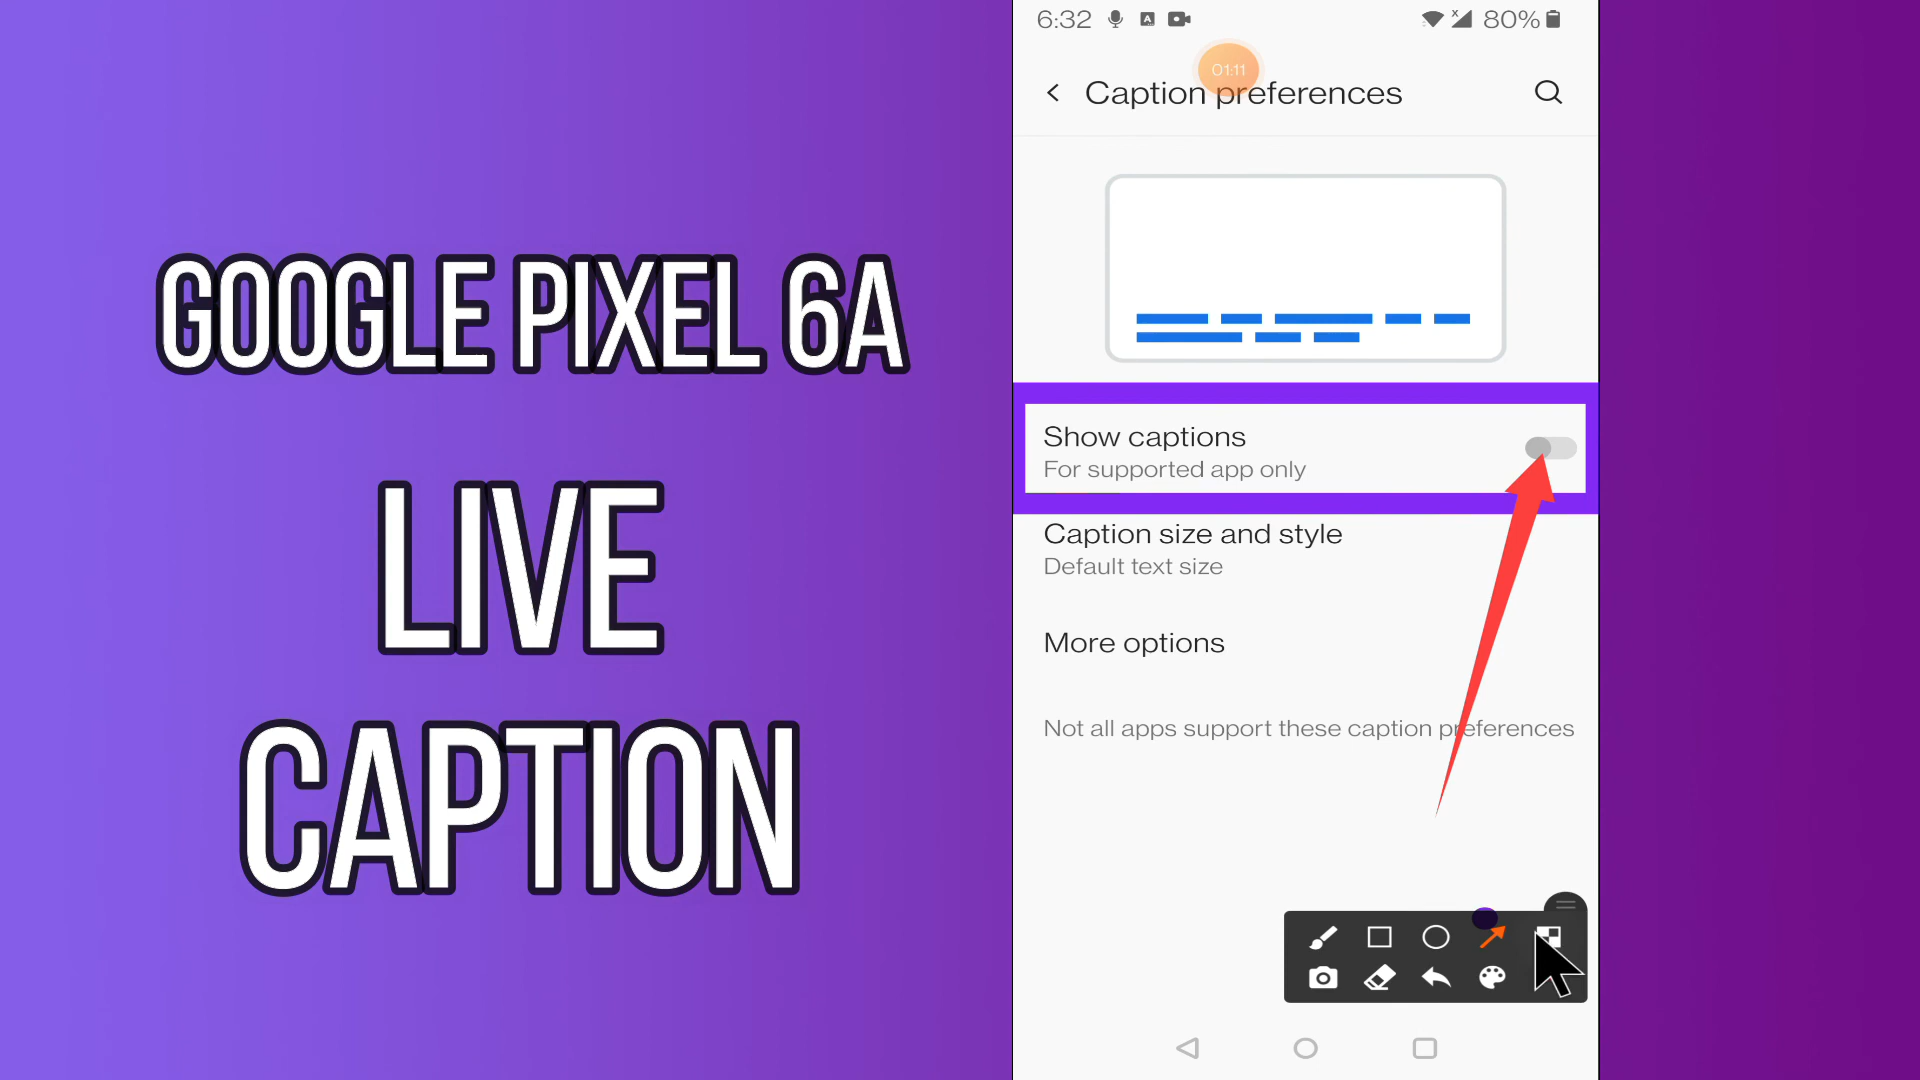 GOOGLE PIXEL 6A
LIVE
CAPTION
6:32
80%
01:11
Caption preferences
Show captions
For supported app only
Caption size and style
Default text size
More options
Not all apps support these caption preferences